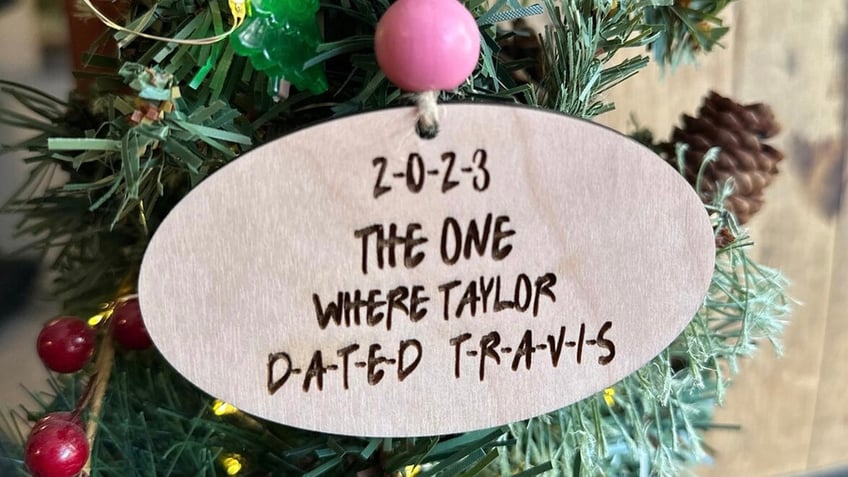 2-0-2-3
THE ONE
WHERE TAYLOR
D-A-T-E-D T-R-A-V-I-S